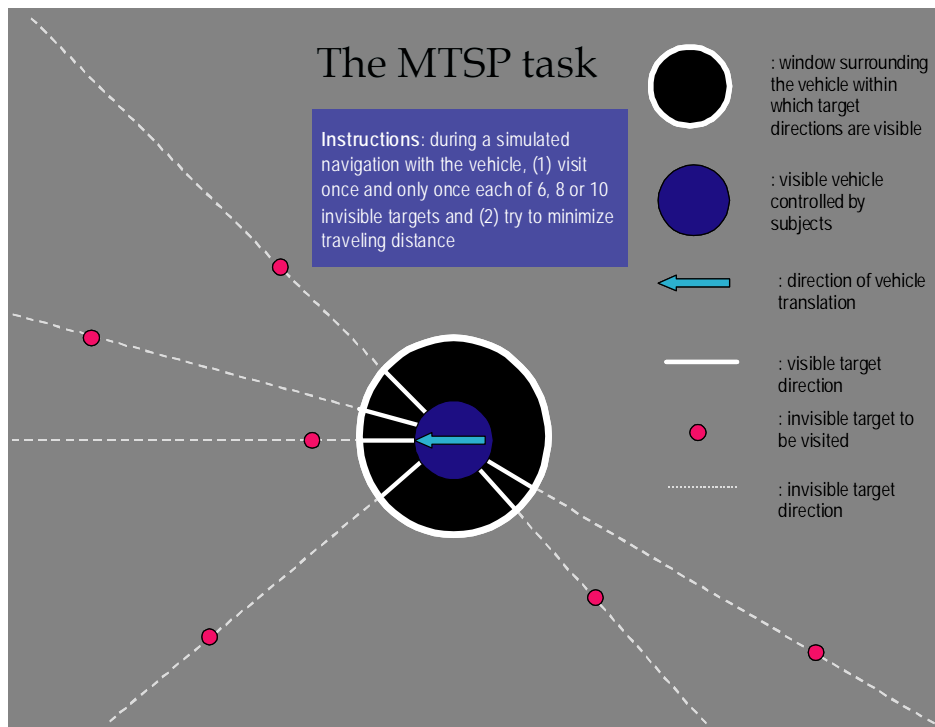 The MTSP task
Instructions: during a simulated
navigation with the vehicle, (1) visit
once and only once each of 6, 8 or 10
invisible targets and (2) try to minimize
traveling distance
: window surrounding
the vehicle within
which target
directions are visible
: visible vehicle
controlled by
subjects
: direction of vehicle
translation
: visible target
direction
: invisible target to
be visited
: invisible target
direction